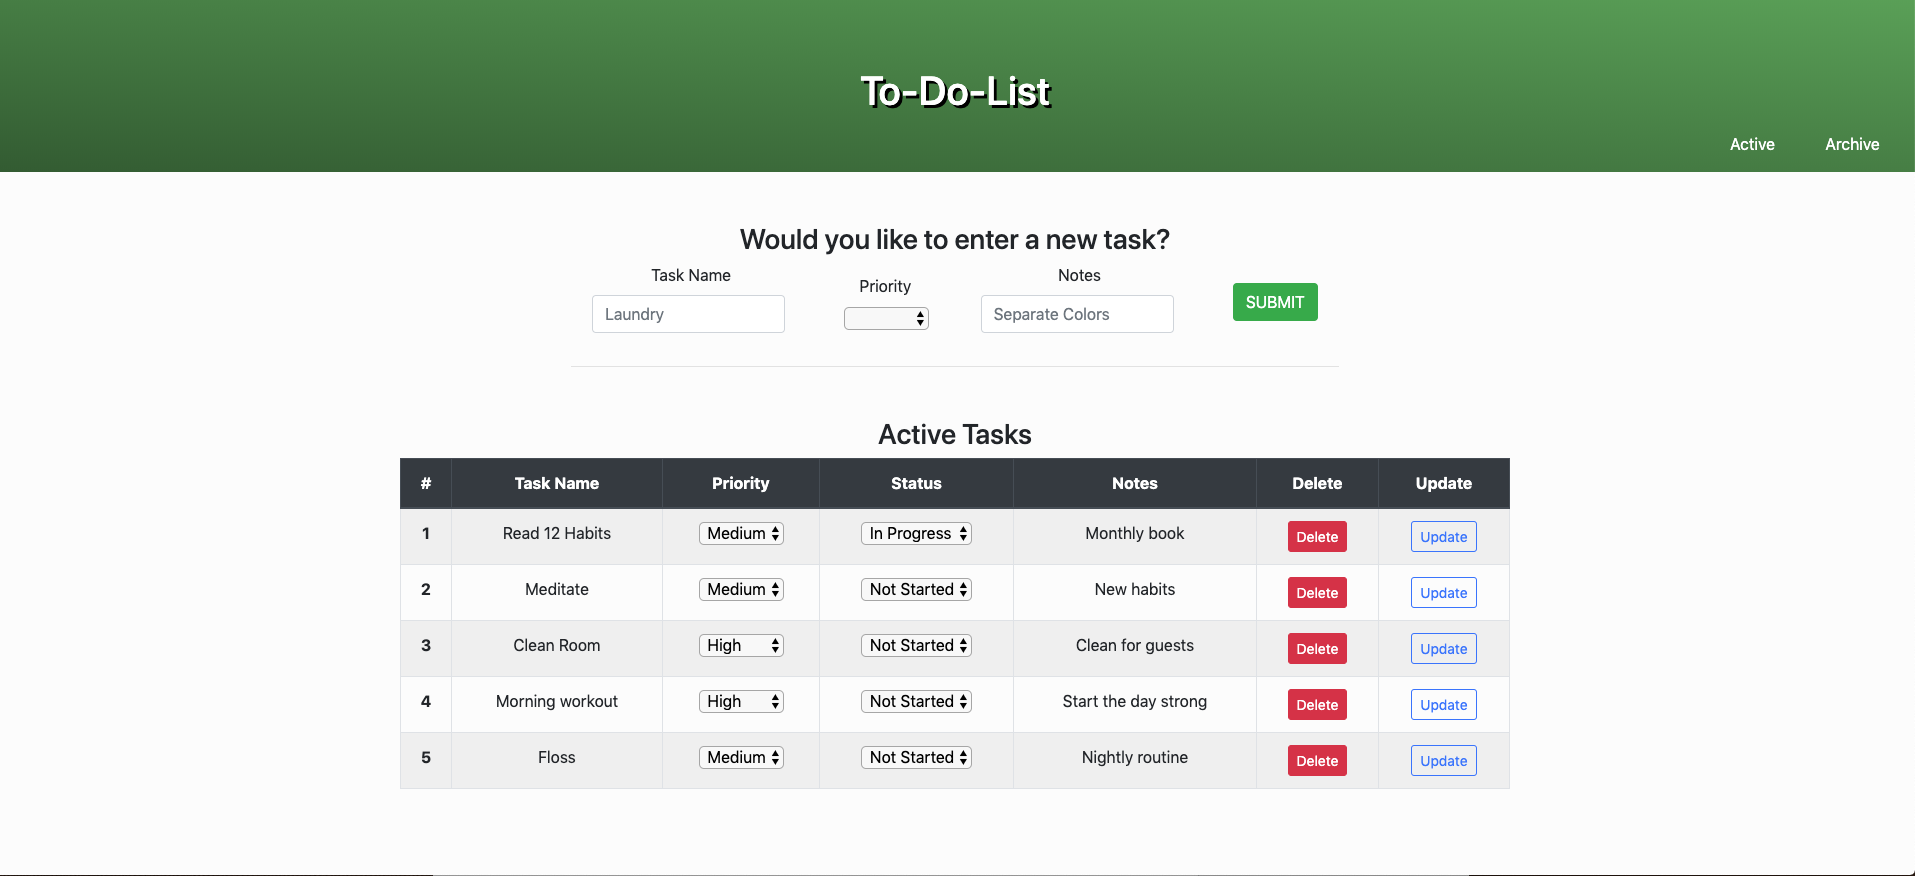 To-Do-List
Active Archive
Would you like to enter a new task?
Task Name Priority Notes
Laundry Separate Colors SUBMIT
Active Tasks
# Task Name Priority Status Notes Delete Update
1 Read 12 Habits Medium In Progress Monthly book Delete Update
2 Meditate Medium Not Started New habits Delete Update
3 Clean Room High Not Started Clean for guests Delete Update
4 Morning workout High Not Started Start the day strong Delete Update
5 Floss Medium Not Started Nightly routine Delete Update